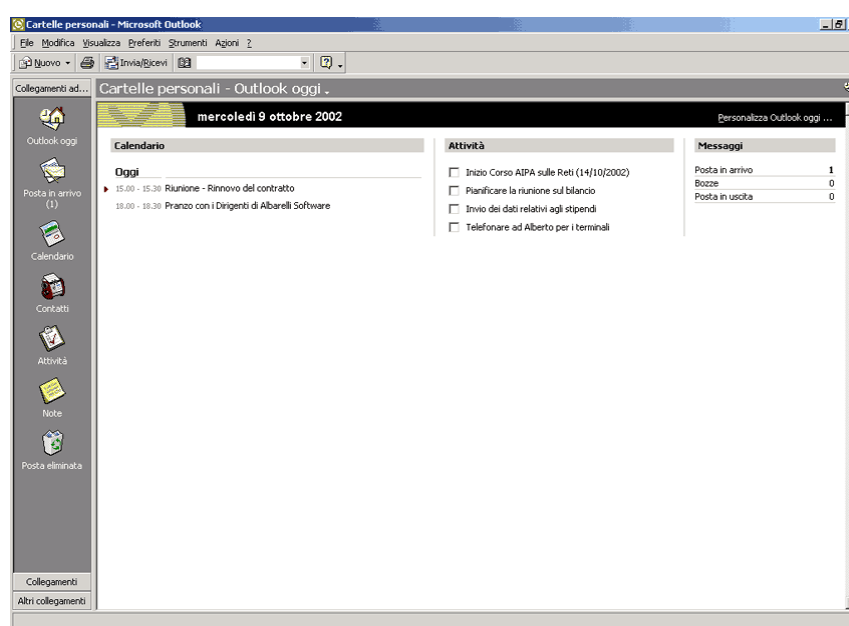 Cartelle personali - Microsoft Outlook
File Modifica Visualizza Preferiti Strumenti Azioni ?
Nuovo Invia/Ricevi
Collegamenti ad...
Cartelle personali - Outlook oggi
mercoledì 9 ottobre 2002
Personalizza Outlook oggi ...
Outlook oggi
Posta in arrivo
(1)
Calendario
Contatti
Attività
Note
Posta eliminata
Collegamenti
Altri collegamenti
Calendario
Oggi
15.00 - 15.30 Riunione - Rinnovo del contratto
18.00 - 18.30 Pranzo con i Dirigenti di Albarelli Software
Attività
Inizio Corso AIPA sulle Reti (14/10/2002)
Pianificare la riunione sul bilancio
Invio dei dati relativi agli stipendi
Telefonare ad Alberto per i terminali
Messaggi
Posta in arrivo 1
Bozze 0
Posta in uscita 0